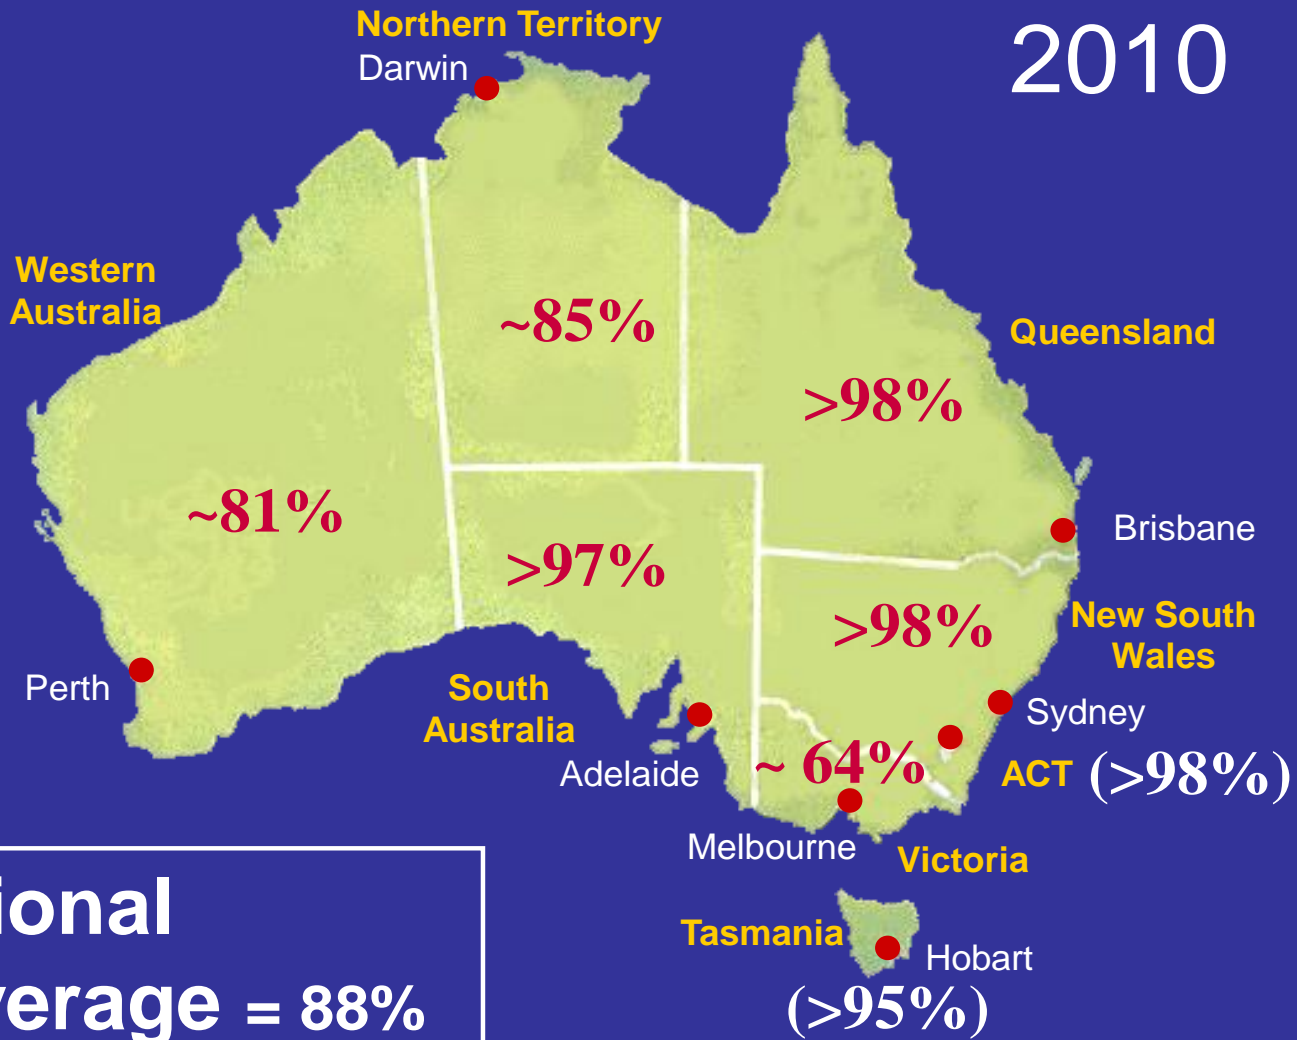 Northern Territory
Darwin
2010
Western
Australia
~85%
Queensland
>98%
~81%
>97%
Brisbane
>98%
New South
Wales
Perth
South
Australia
Sydney
Adelaide
~ 64%
ACT (>98%)
Melbourne
Victoria
Tasmania
Hobart
(>95%)
ional
verage = 88%